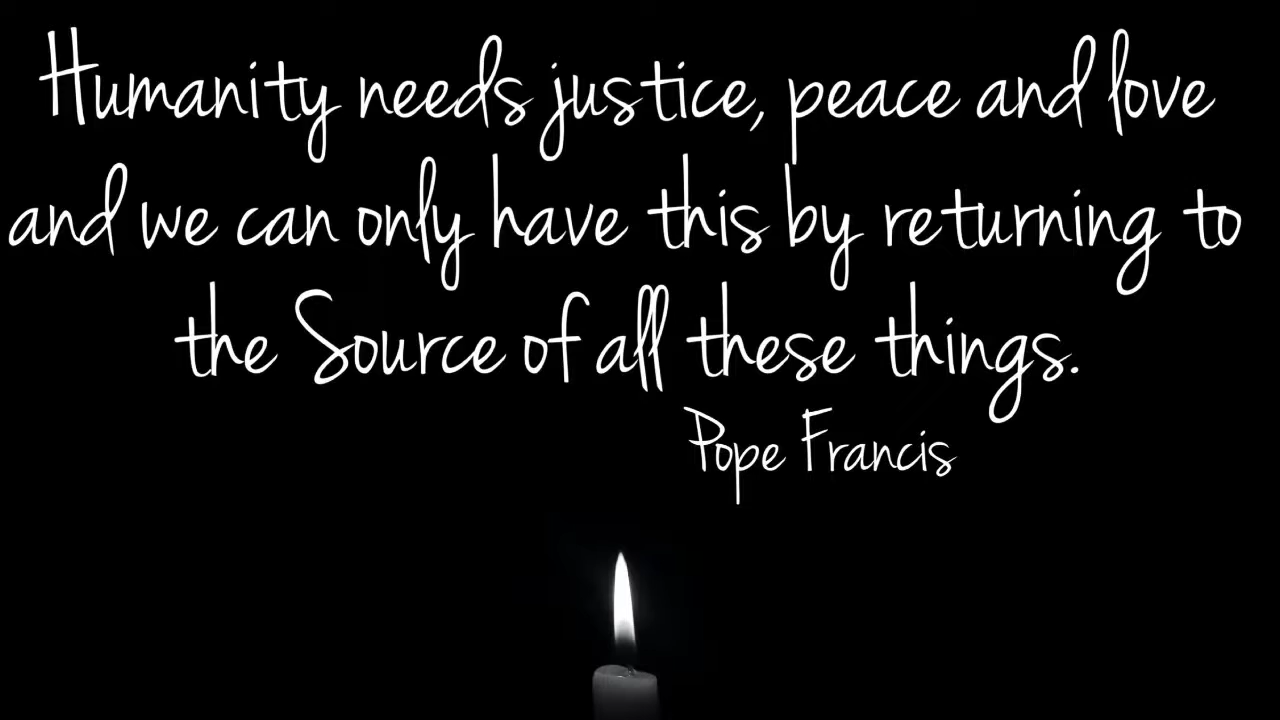 Humanity needs justice, peace and love
and we can only have this by returning to
the Source of all these things.
Pope Francis